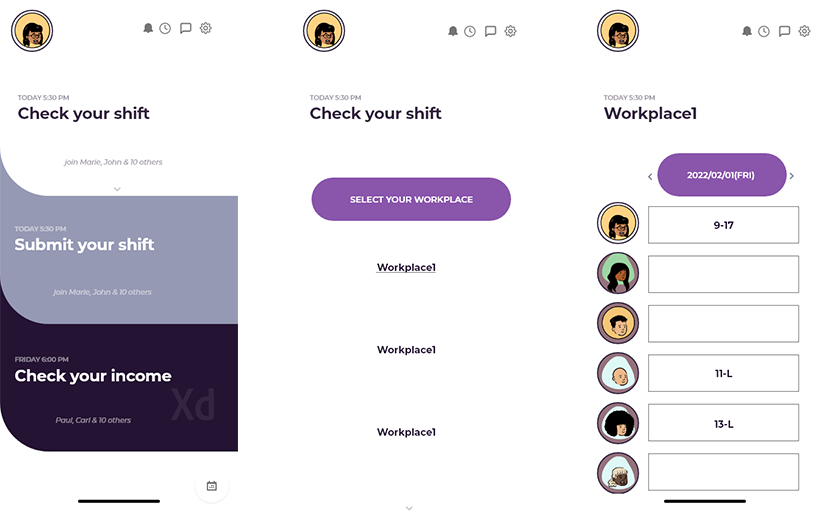 TODAY 5:30 PM
Check your shift
join Marie, John & 10 others
TODAY 5:30 PM
Submit your shift
join Marie, John & 10 others
FRIDAY 6:00 PM
Check your income
Xd
Paul, Carl & 10 others
TODAY 5:30 PM
Check your shift
SELECT YOUR WORKPLACE
Workplace1
Workplace1
Workplace1
TODAY 5:30 PM
Workplace1
2022/02/01(FRI)
9-17
11-L
13-L